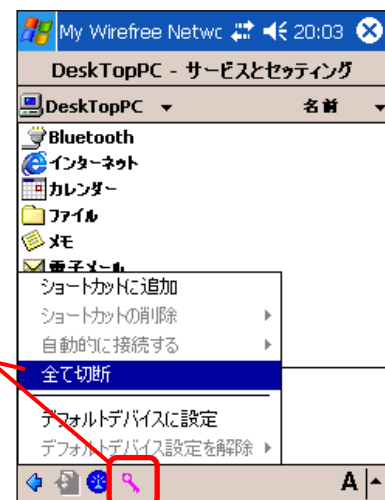 My Wirefree Netwc 20:03
DeskTopPC - サービスとセッティング
DeskTopPC 名前
Bluetooth
インターネット
カレンダー
ファイル
メモ
電子メール
ショートカットに追加
ショートカットの削除
自動的に接続する
全て切断
デフォルトデバイスに設定
デフォルトデバイス設定を解除
A